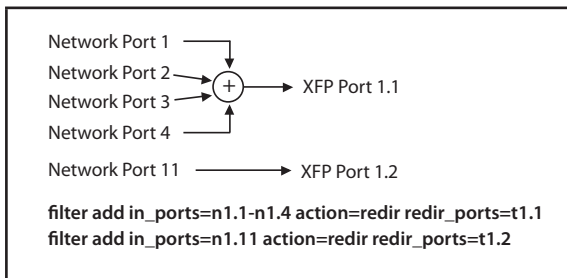 Network Port 1
Network Port 2
+
XFP Port 1.1
Network Port 3
Network Port 4
Network Port 11
XFP Port 1.2
filter add in_ports=n1.1-n1.4 action=redir redir_ports=t1.1
filter add in_ports=n1.11 action=redir redir_ports=t1.2